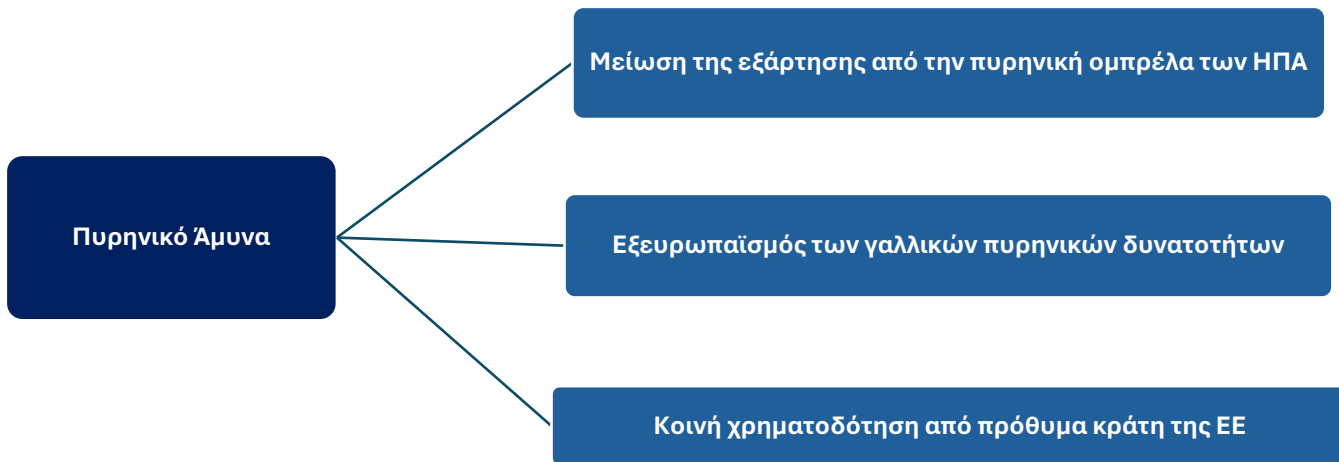 Μείωση της εξάρτησης από την πυρηνική ομπρέλα των ΗΠΑ
Πυρηνικό Άμυνα
Εξευρωπαϊσμός των γαλλικών πυρηνικών δυνατοτήτων
Κοινή χρηματοδότηση από πρόθυμα κράτη της ΕΕ